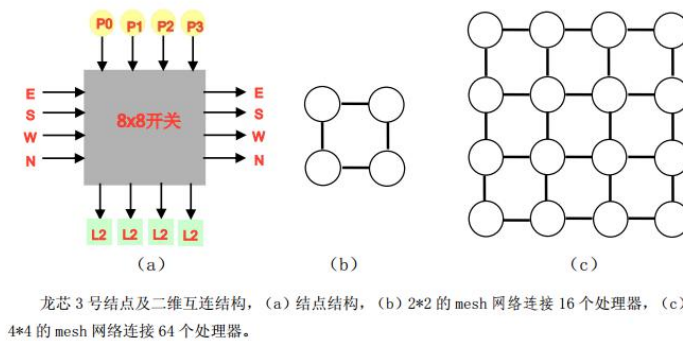 P0 P1 P2 P3
E E
S 8x8开关 S
W W
N N
L2 L2 L2 L2
(a) (b) (c)
龙芯 3 号结点及二维互连结构，(a) 结点结构，(b) 2*2 的 mesh 网络连接 16 个处理器，(c)
4*4 的 mesh 网络连接 64 个处理器。